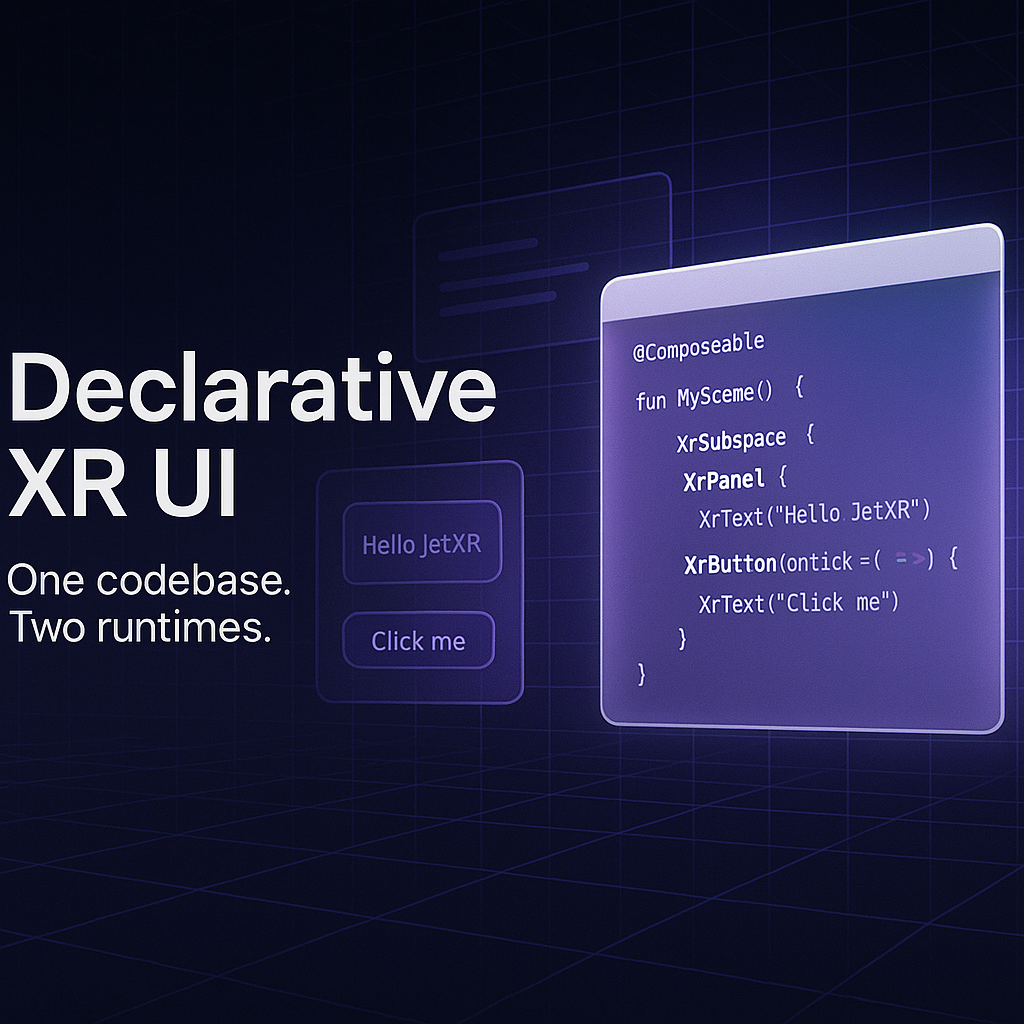 Declarative
XR UI
One codebase.
Two runtimes.
Hello JetXR
Click me
@Composeable
fun MySceme() {
XrSubspace {
XrPanel {
XrText("Hello JetXR")
XrButton(ontick =( =>) {
XrText("Click me")
}
}